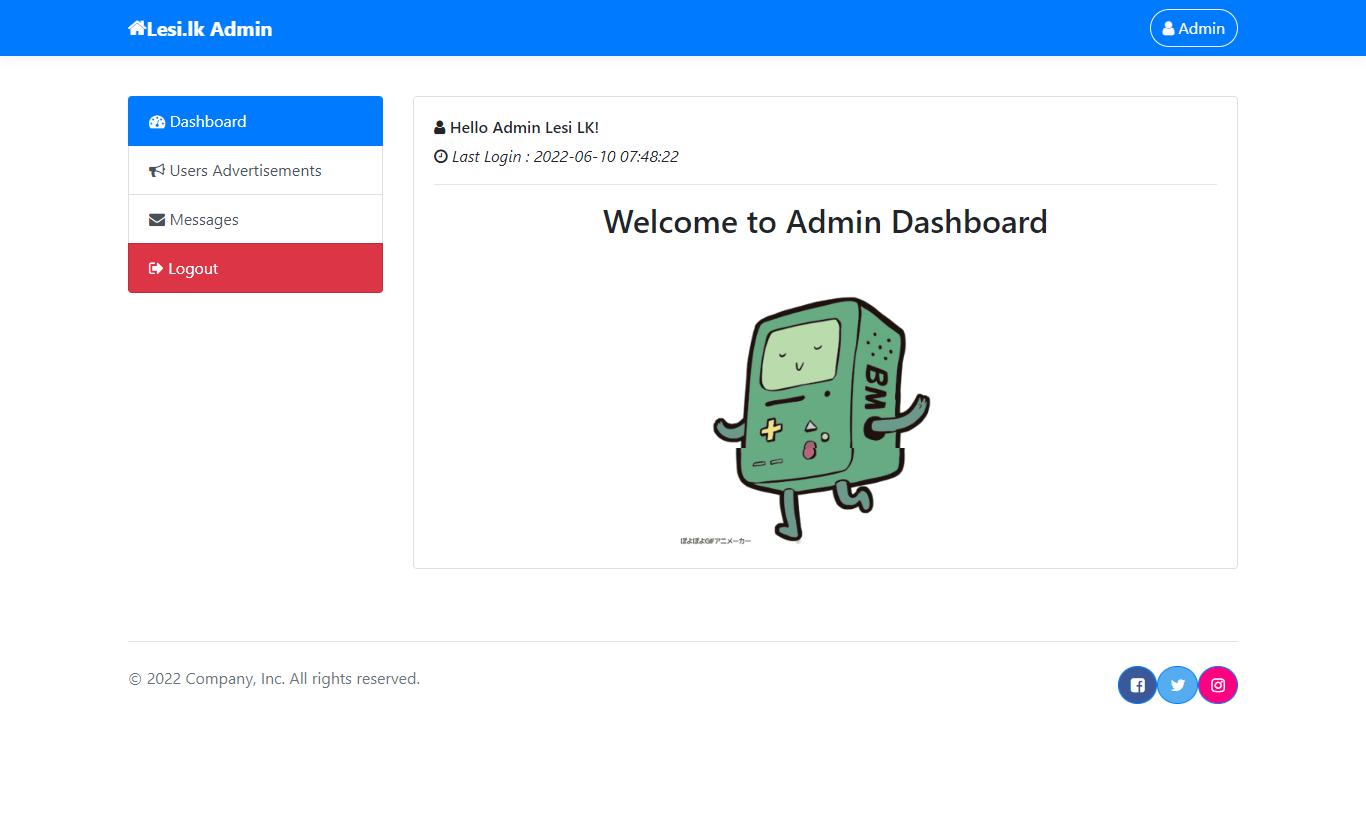 Lesi.lk Admin
Admin
Dashboard
Users Advertisements
Messages
Logout
Hello Admin Lesi LK!
Last Login : 2022-06-10 07:48:22
Welcome to Admin Dashboard
BMO
ぽよぽよGIFアニメーカー
© 2022 Company, Inc. All rights reserved.